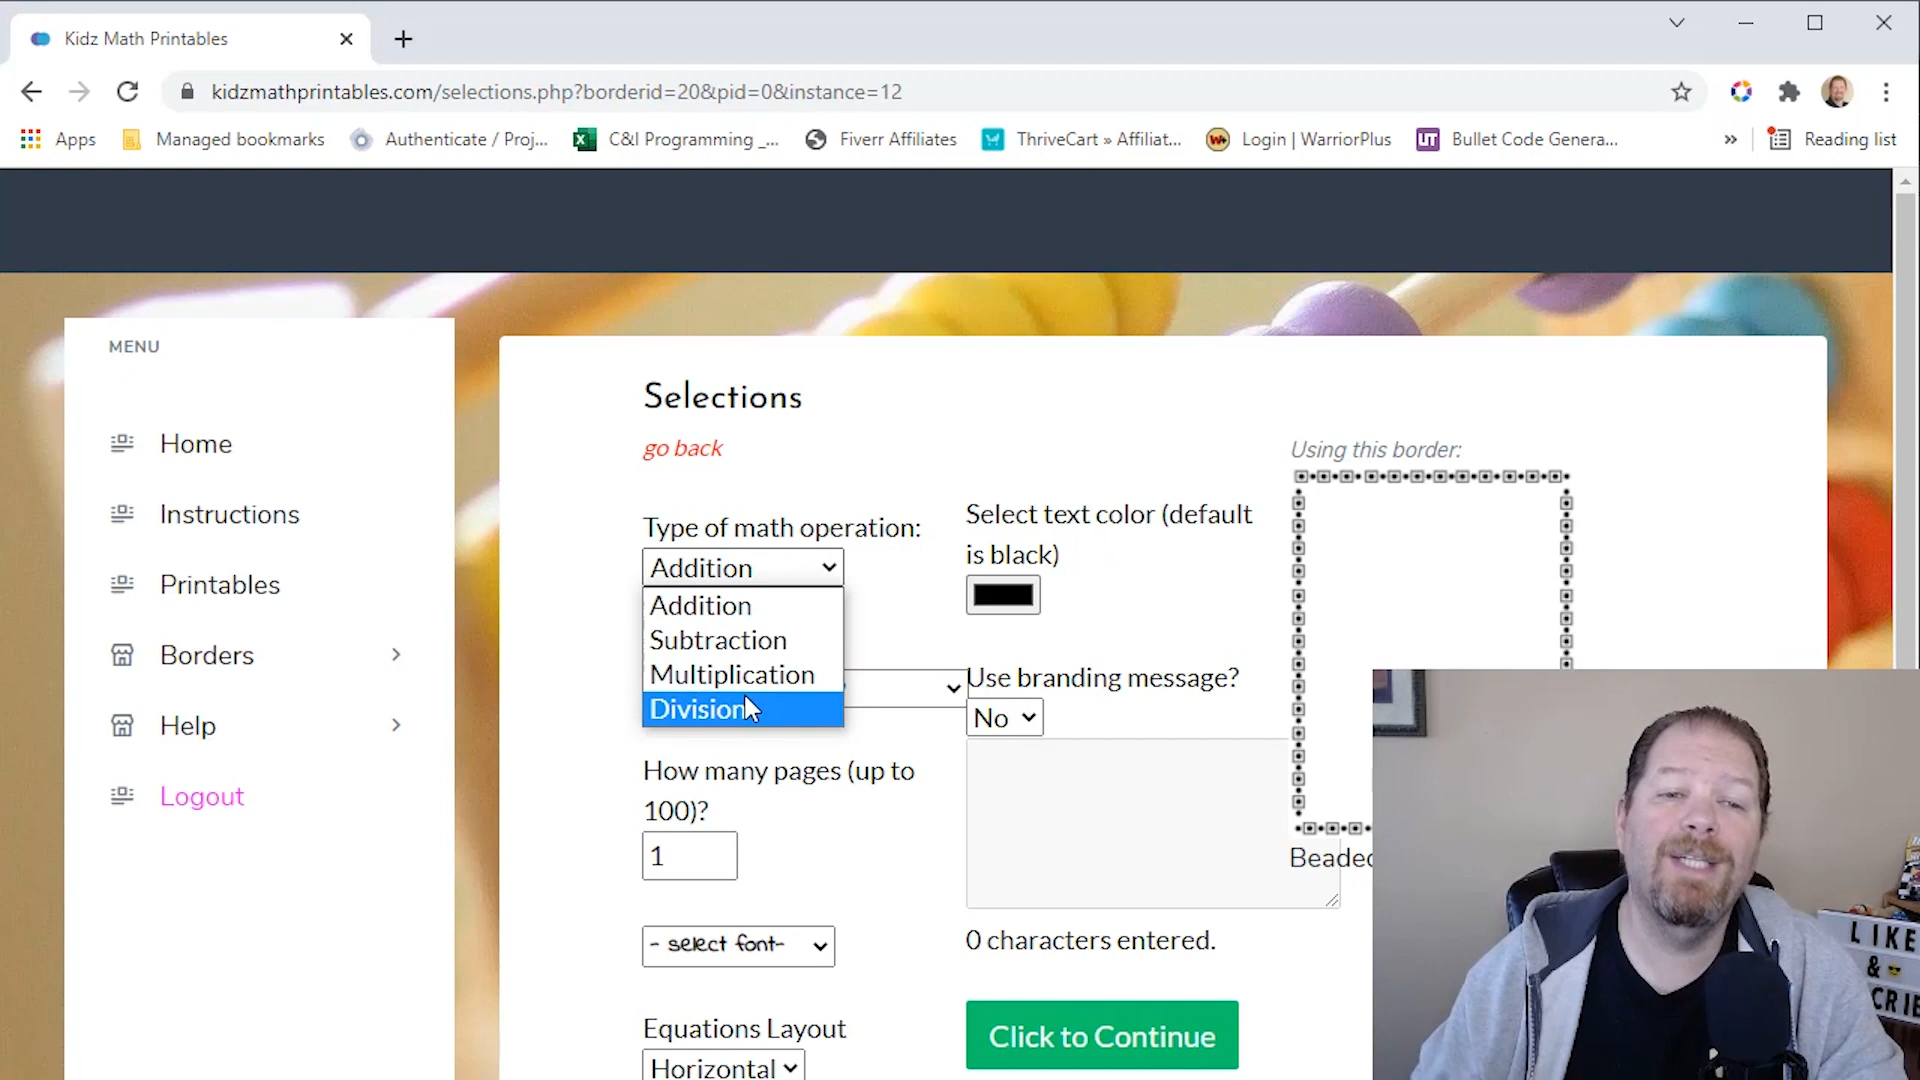 Kidz Math Printables
kidzmathprintables.com/selections.php?borderid=20&pid=0&instance=12
Apps
Managed bookmarks
Authenticate / Proj...
C&I Programming _...
Fiverr Affiliates
ThriveCart » Affiliat...
Login | WarriorPlus
Bullet Code Genera...
»
Reading list
MENU
Home
Instructions
Printables
Borders
Help
Logout
Selections
go back
Type of math operation:
Addition
Addition
Subtraction
Multiplication
Division
How many pages (up to
100)?
1
- select font-
Equations Layout
Horizontal
Select text color (default
is black)
Use branding message?
No
0 characters entered.
Click to Continue
Using this border:
Beaded
LIKE
&
CRIE